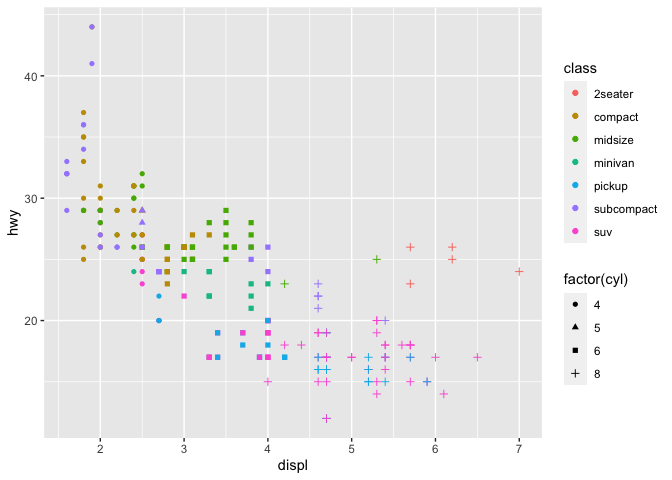 40
30
20
hwy
2 3 4 5 6 7
displ
class
2seater
compact
midsize
minivan
pickup
subcompact
suv
factor(cyl)
4
5
6
8